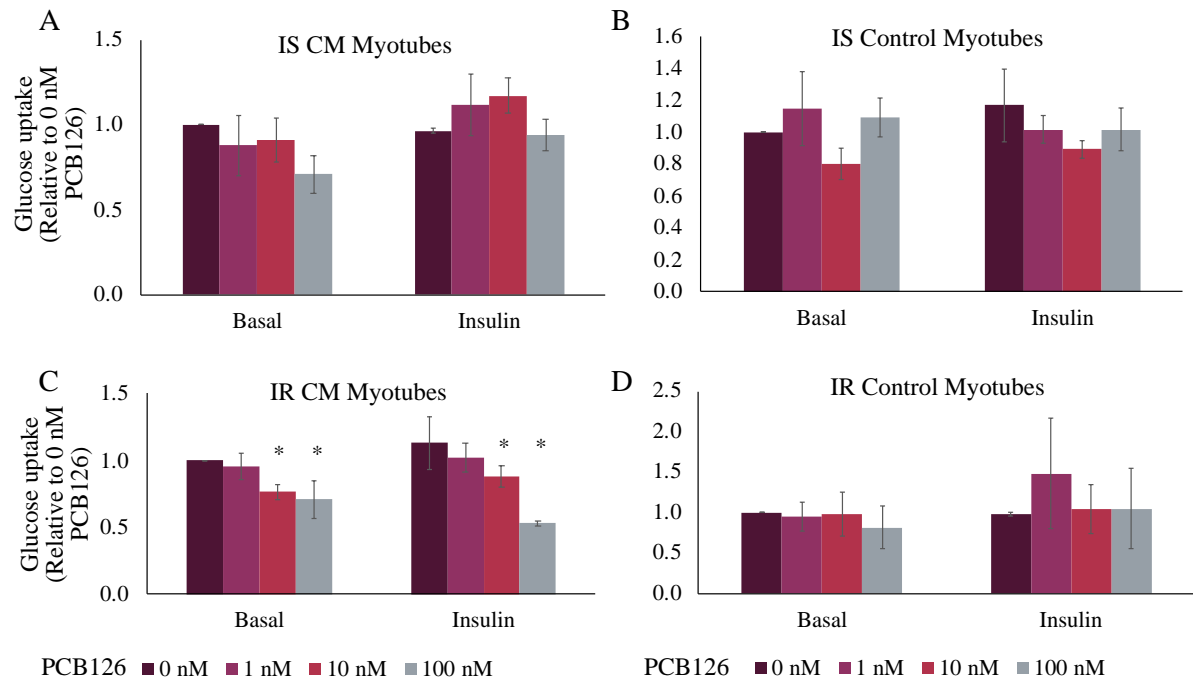 A
IS CM Myotubes
Glucose uptake
(Relative to 0 nM
PCB126)
1.5
1.0
0.5
0.0
Basal
Insulin
B
IS Control Myotubes
1.6
1.4
1.2
1.0
0.8
0.6
0.4
0.2
0.0
Basal
Insulin
C
IR CM Myotubes
Glucose uptake
(Relative to 0 nM
PCB126)
1.5
1.0
0.5
0.0
* *
* *
Basal
Insulin
D
IR Control Myotubes
2.5
2.0
1.5
1.0
0.5
0.0
Basal
Insulin
PCB126 0 nM 1 nM 10 nM 100 nM
PCB126 0 nM 1 nM 10 nM 100 nM